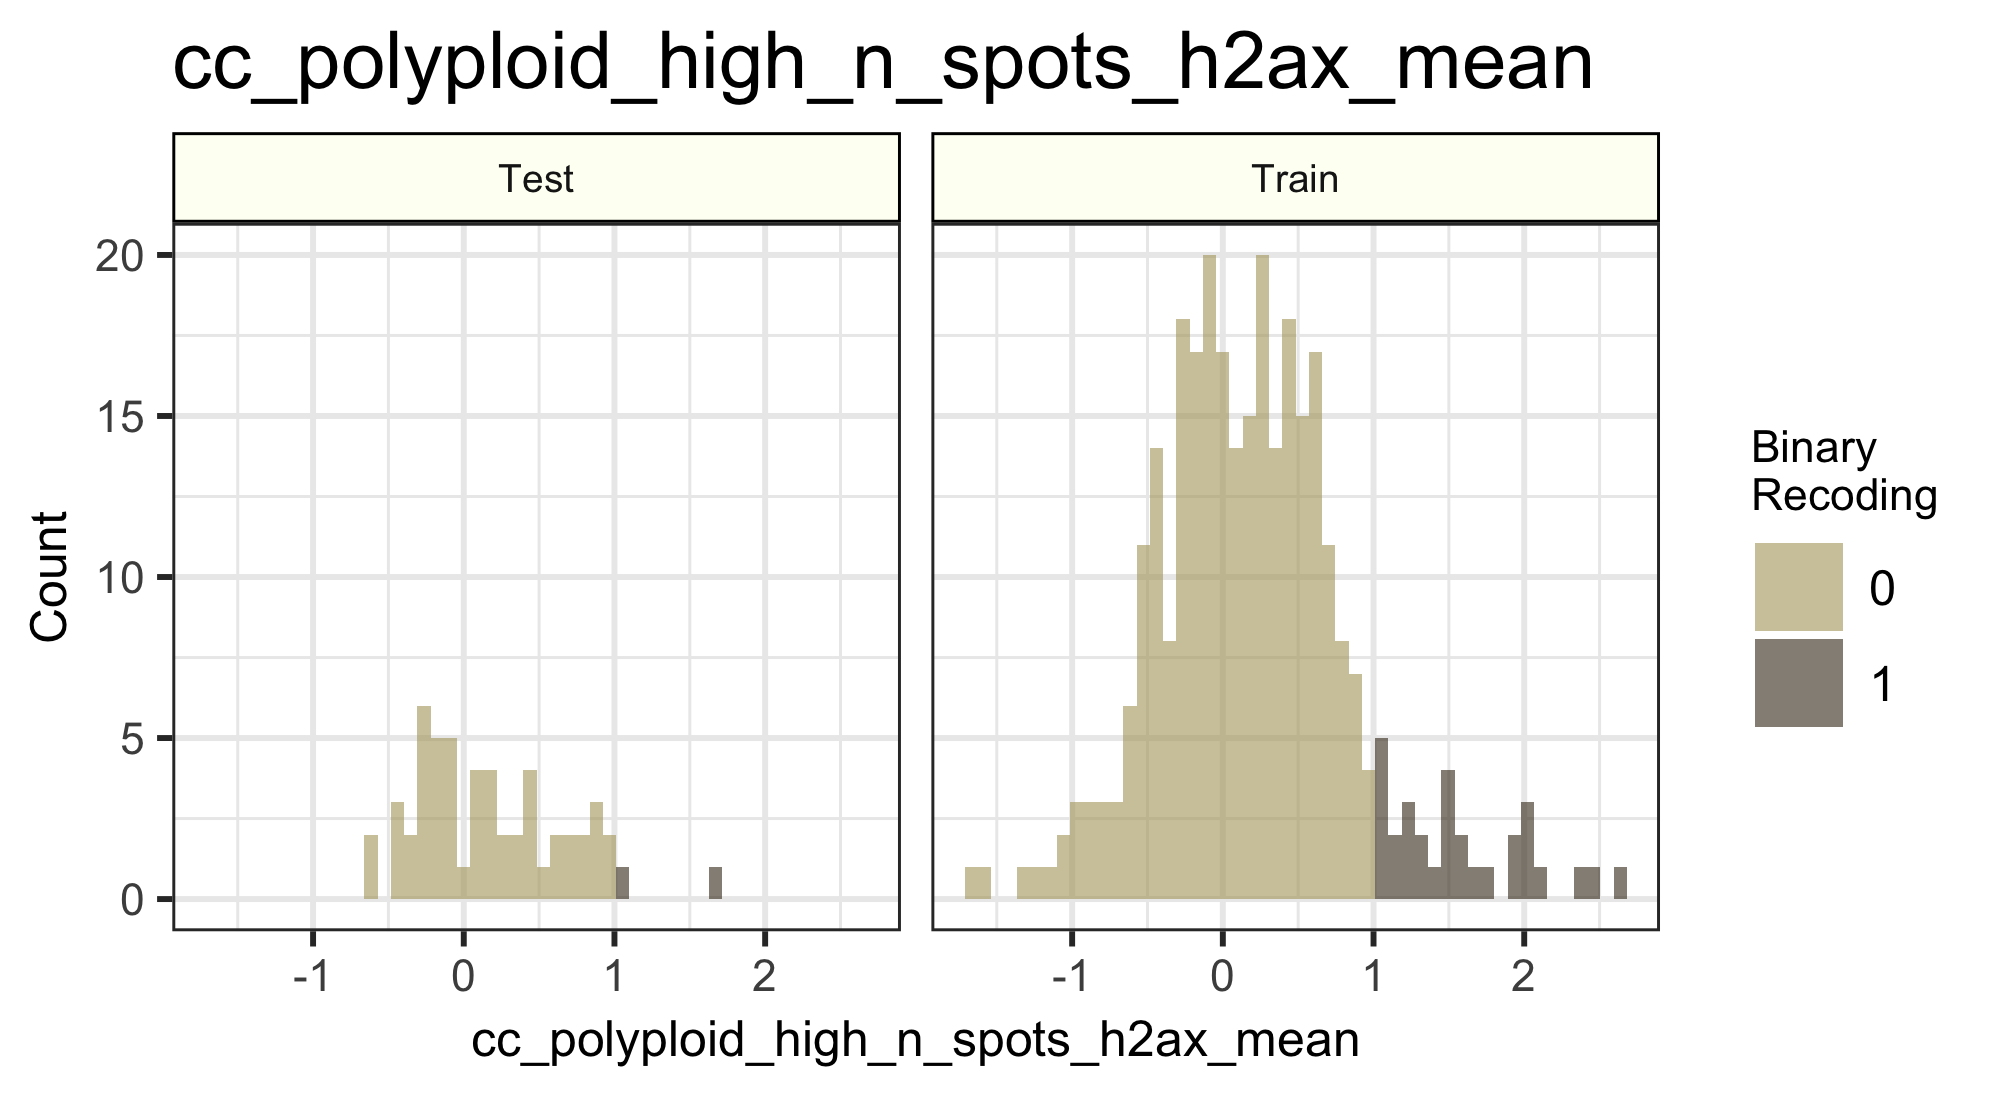 cc_polyploid_high_n_spots_h2ax_mean
Test
Train
20
15
10
5
0
Count
-1
0
1
2
-1
0
1
2
cc_polyploid_high_n_spots_h2ax_mean
Binary
Recoding
0
1